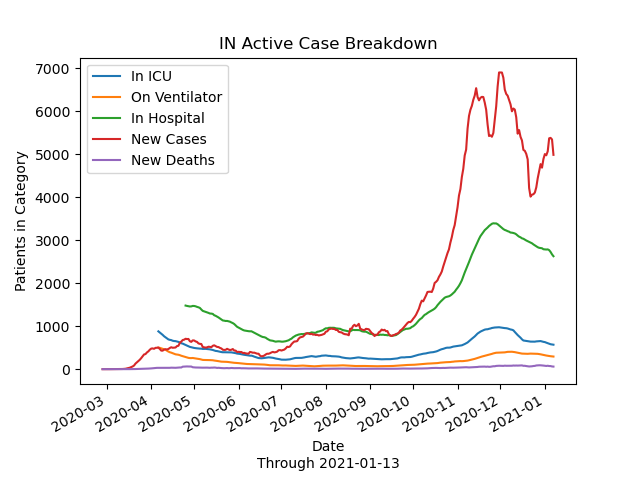 IN Active Case Breakdown
In ICU
On Ventilator
In Hospital
New Cases
New Deaths
7000
6000
5000
4000
3000
2000
1000
0
Patients in Category
2020-03
2020-04
2020-05
2020-06
2020-07
2020-08
2020-09
2020-10
2020-11
2020-12
2021-01
Date
Through 2021-01-13